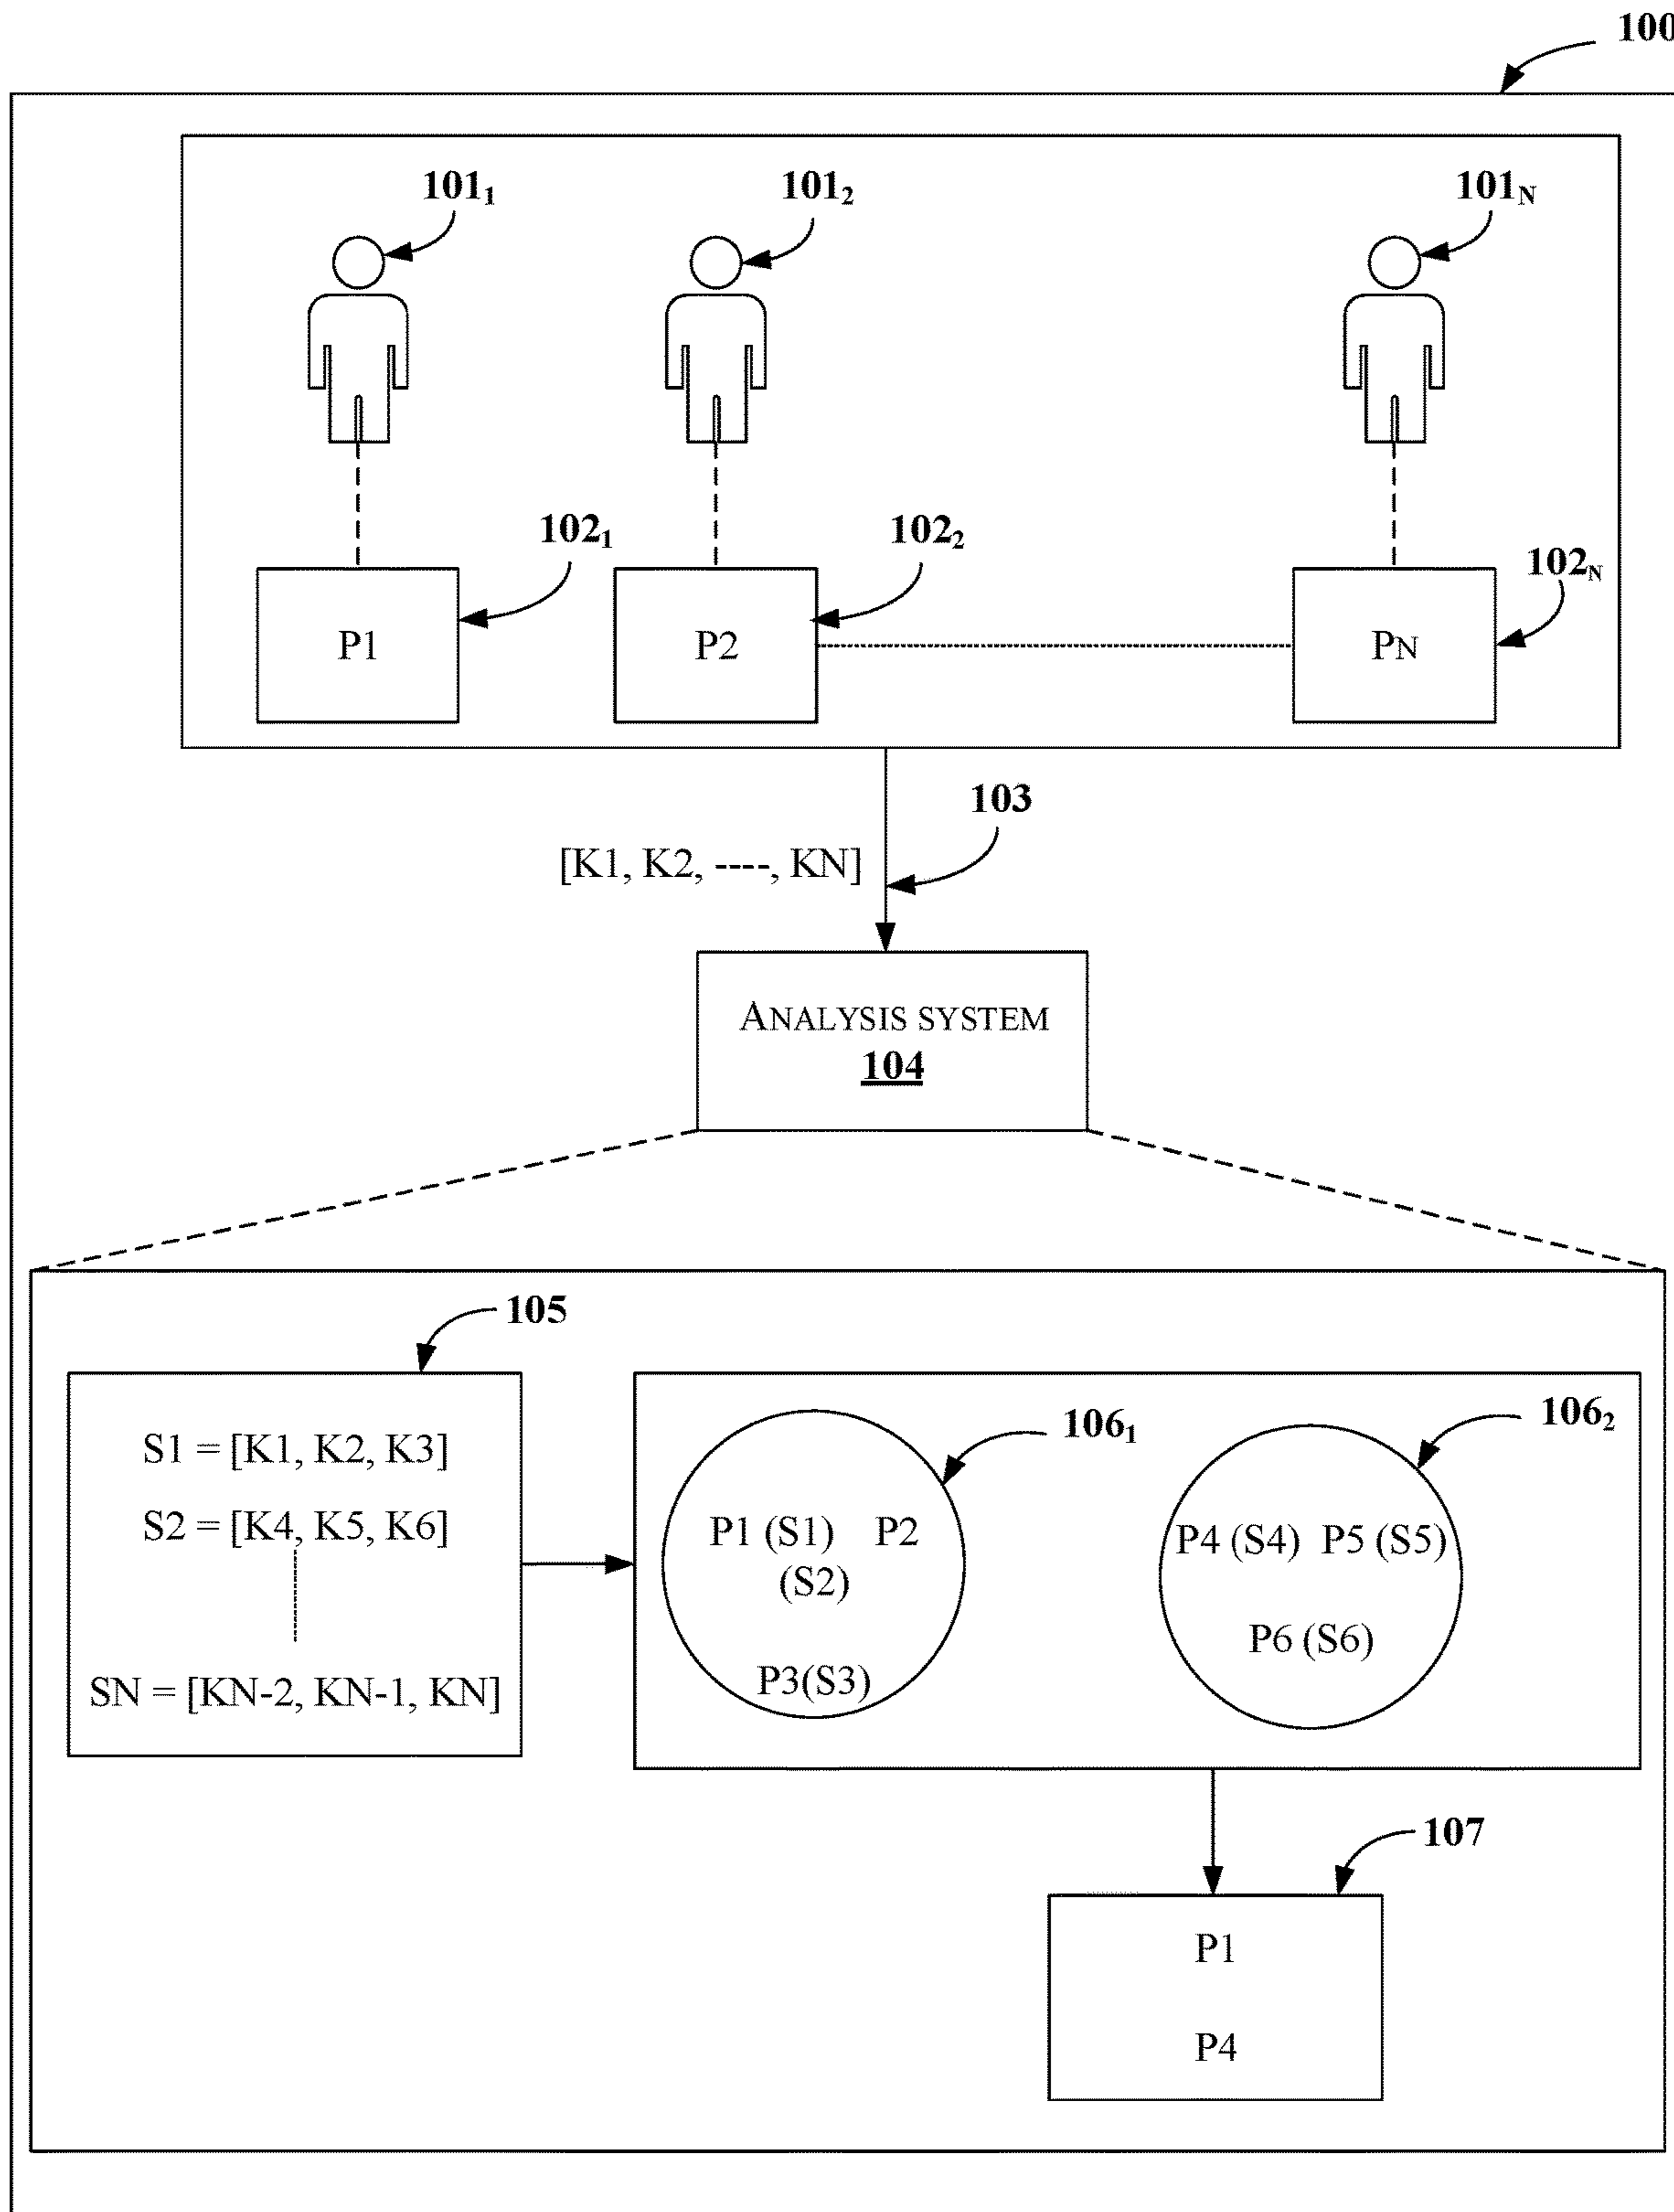 100
101₁ 101₂ 101N
102₁ 102₂ 102N
P1 P2 PN
103
[K1, K2, ----, KN]
ANALYSIS SYSTEM
104
105
106₁ 106₂
S1 = [K1, K2, K3]
S2 = [K4, K5, K6]
SN = [KN-2, KN-1, KN]
P1 (S1) P2
(S2)
P3(S3)
P4 (S4) P5 (S5)
P6 (S6)
107
P1
P4